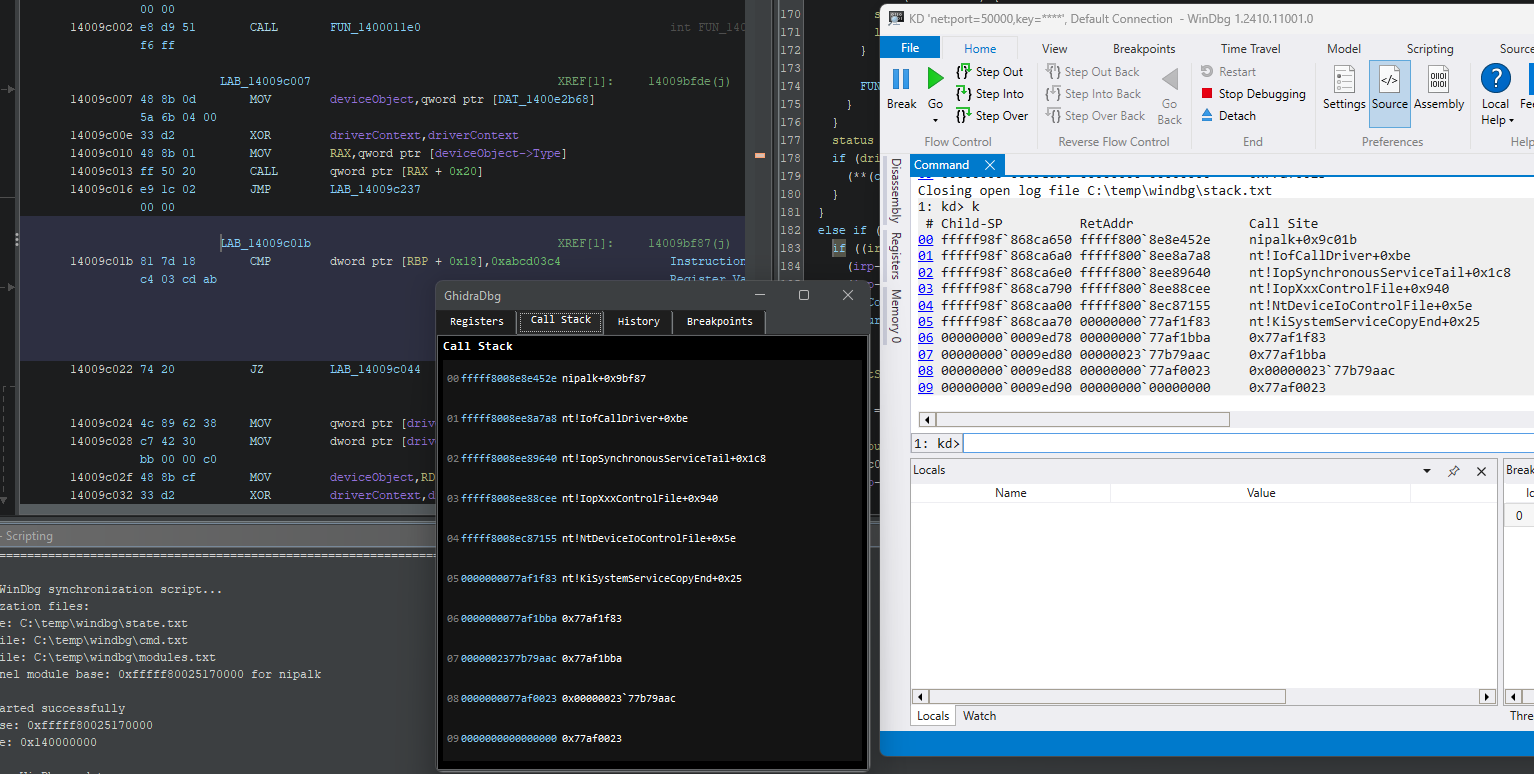 00 00
14009c002 e8 d9 51 CALL FUN_1400011e0 int FUN_140
f6 ff
LAB_14009c007 XREF[1]: 14009bfde(j)
14009c007 48 8b 0d MOV deviceObject,qword ptr [DAT_1400e2b68]
5a 6b 04 00
14009c00e 33 d2 XOR driverContext,driverContext
14009c010 48 8b 01 MOV RAX,qword ptr [deviceObject->Type]
14009c013 ff 50 20 CALL qword ptr [RAX + 0x20]
14009c016 e9 1c 02 JMP LAB_14009c237
00 00
LAB_14009c01b XREF[1]: 14009bf87(j)
14009c01b 81 7d 18 CMP dword ptr [RBP + 0x18],0xabcd03c4 Instruction
c4 03 cd ab Register Va
14009c022 74 20 JZ LAB_14009c044
14009c024 4c 89 62 38 MOV qword ptr [driv
14009c028 c7 42 30 MOV dword ptr [driv
bb 00 00 c0
14009c02f 48 8b cf MOV deviceObject,RD
14009c032 33 d2 XOR driverContext,d
170 s
171 l
172 }
173
174 FUN
175 }
176 }
177 status
178 if (dri
179 (**(c
180 }
181 }
182 else if (
183 if ((ir
184 (irp-
- Scripting
WinDbg synchronization script...
zation files:
e: C:\temp\windbg\state.txt
ile: C:\temp\windbg\cmd.txt
ile: C:\temp\windbg\modules.txt
nel module base: 0xfffff80025170000 for nipalk
arted successfully
se: 0xfffff80025170000
e: 0x140000000
GhidraDbg
Registers Call Stack History Breakpoints
Call Stack
00 fffff8008e8e452e nipalk+0x9bf87
01 fffff8008ee8a7a8 nt!IofCallDriver+0xbe
02 fffff8008ee89640 nt!IopSynchronousServiceTail+0x1c8
03 fffff8008ee88cee nt!IopXxxControlFile+0x940
04 fffff8008ec87155 nt!NtDeviceIoControlFile+0x5e
05 0000000077af1f83 nt!KiSystemServiceCopyEnd+0x25
06 0000000077af1bba 0x77af1f83
07 0000002377b79aac 0x77af1bba
08 0000000077af0023 0x00000023`77b79aac
09 0000000000000000 0x77af0023
KD 'net:port=50000,key=****', Default Connection - WinDbg 1.2410.11001.0
File Home View Breakpoints Time Travel Model Scripting Source
Break
Go
Step Out
Step Into
Step Over
Flow Control
Step Out Back
Step Into Back
Step Over Back
Go
Back
Reverse Flow Control
Restart
Stop Debugging
Detach
End
Settings Source Assembly
Preferences
Local
Help
Fee
Help
Disassembly
Registers
Memory 0
Command
Closing open log file C:\temp\windbg\stack.txt
1: kd> k
# Child-SP RetAddr Call Site
00 fffff98f`868ca650 fffff800`8e8e452e nipalk+0x9c01b
01 fffff98f`868ca6a0 fffff800`8ee8a7a8 nt!IofCallDriver+0xbe
02 fffff98f`868ca6e0 fffff800`8ee89640 nt!IopSynchronousServiceTail+0x1c8
03 fffff98f`868ca790 fffff800`8ee88cee nt!IopXxxControlFile+0x940
04 fffff98f`868caa00 fffff800`8ec87155 nt!NtDeviceIoControlFile+0x5e
05 fffff98f`868caa70 00000000`77af1f83 nt!KiSystemServiceCopyEnd+0x25
06 00000000`0009ed78 00000000`77af1bba 0x77af1f83
07 00000000`0009ed80 00000023`77b79aac 0x77af1bba
08 00000000`0009ed88 00000000`77af0023 0x00000023`77b79aac
09 00000000`0009ed90 00000000`00000000 0x77af0023
1: kd>
Locals
Name Value
Locals Watch
Break
0
Thre